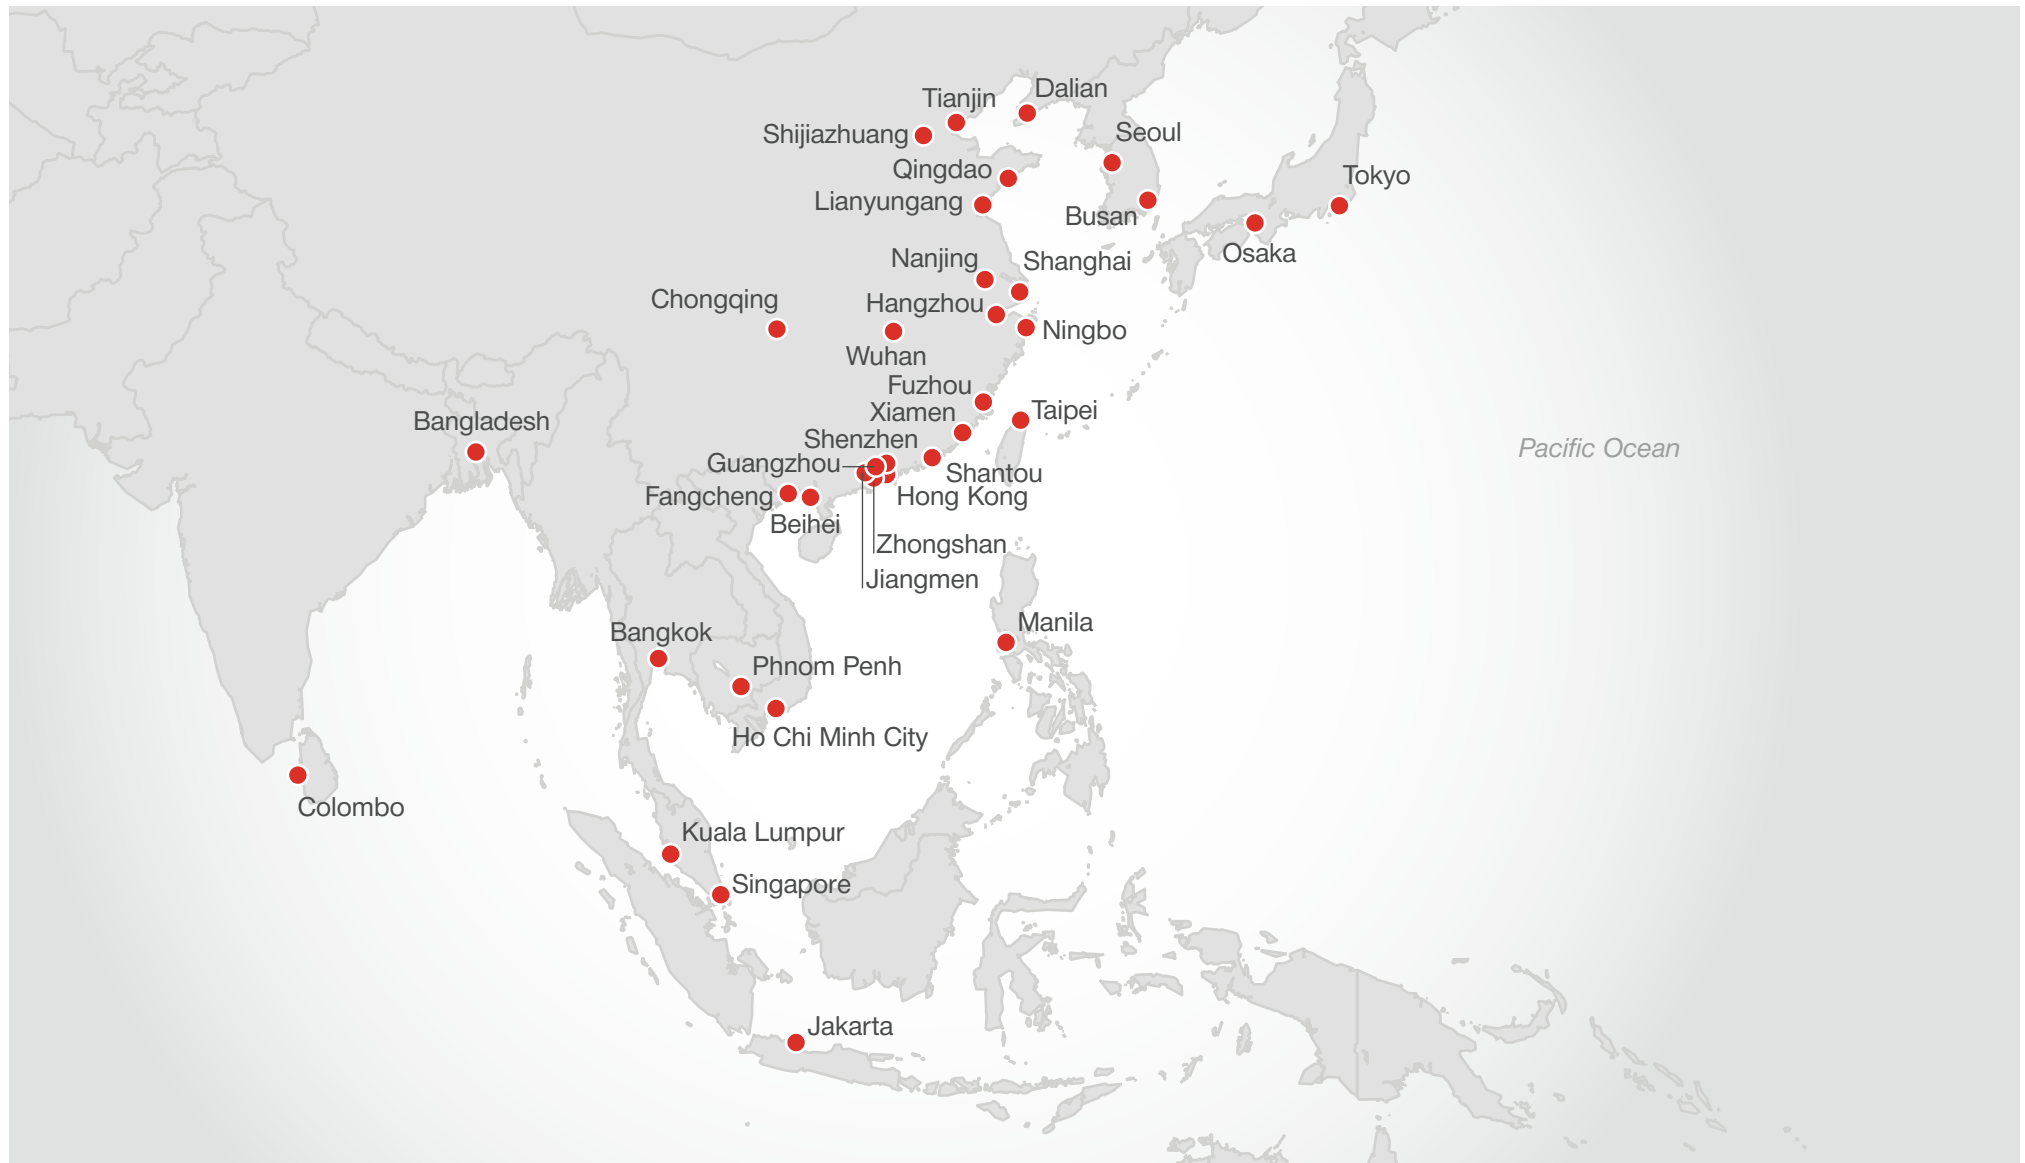 Dalian
Tianjin
Shijiazhuang
Seoul
Qingdao
Tokyo
Lianyungang
Busan
Osaka
Nanjing
Shanghai
Chongqing
Hangzhou
Ningbo
Wuhan
Fuzhou
Xiamen
Taipei
Bangladesh
Shenzhen
Pacific Ocean
Guangzhou
Shantou
Fangcheng
Hong Kong
Beihei
Zhongshan
Jiangmen
Manila
Bangkok
Phnom Penh
Ho Chi Minh City
Colombo
Kuala Lumpur
Singapore
Jakarta